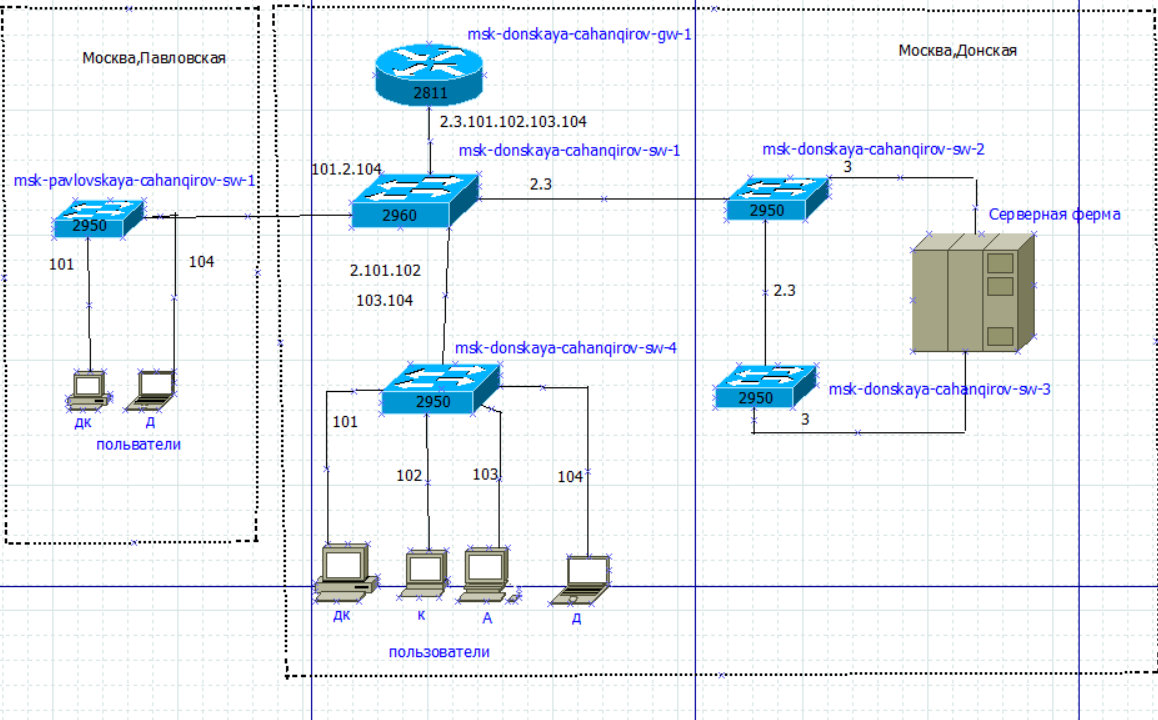 msk-donskaya-cahanqirov-gw-1
Москва,Павловская
Москва,Донская
2811
2.3.101.102.103.104
msk-donskaya-cahanqirov-sw-1
msk-donskaya-cahanqirov-sw-2
101.2.104
3
msk-pavlovskaya-cahanqirov-sw-1
2.3
2960
2950
2950
Серверная ферма
101
104
2.101.102
103.104
2.3
msk-donskaya-cahanqirov-sw-4
msk-donskaya-cahanqirov-sw-3
2950
2950
дк
д
101
3
польватели
102
103
104
дк
к
А
д
пользователи